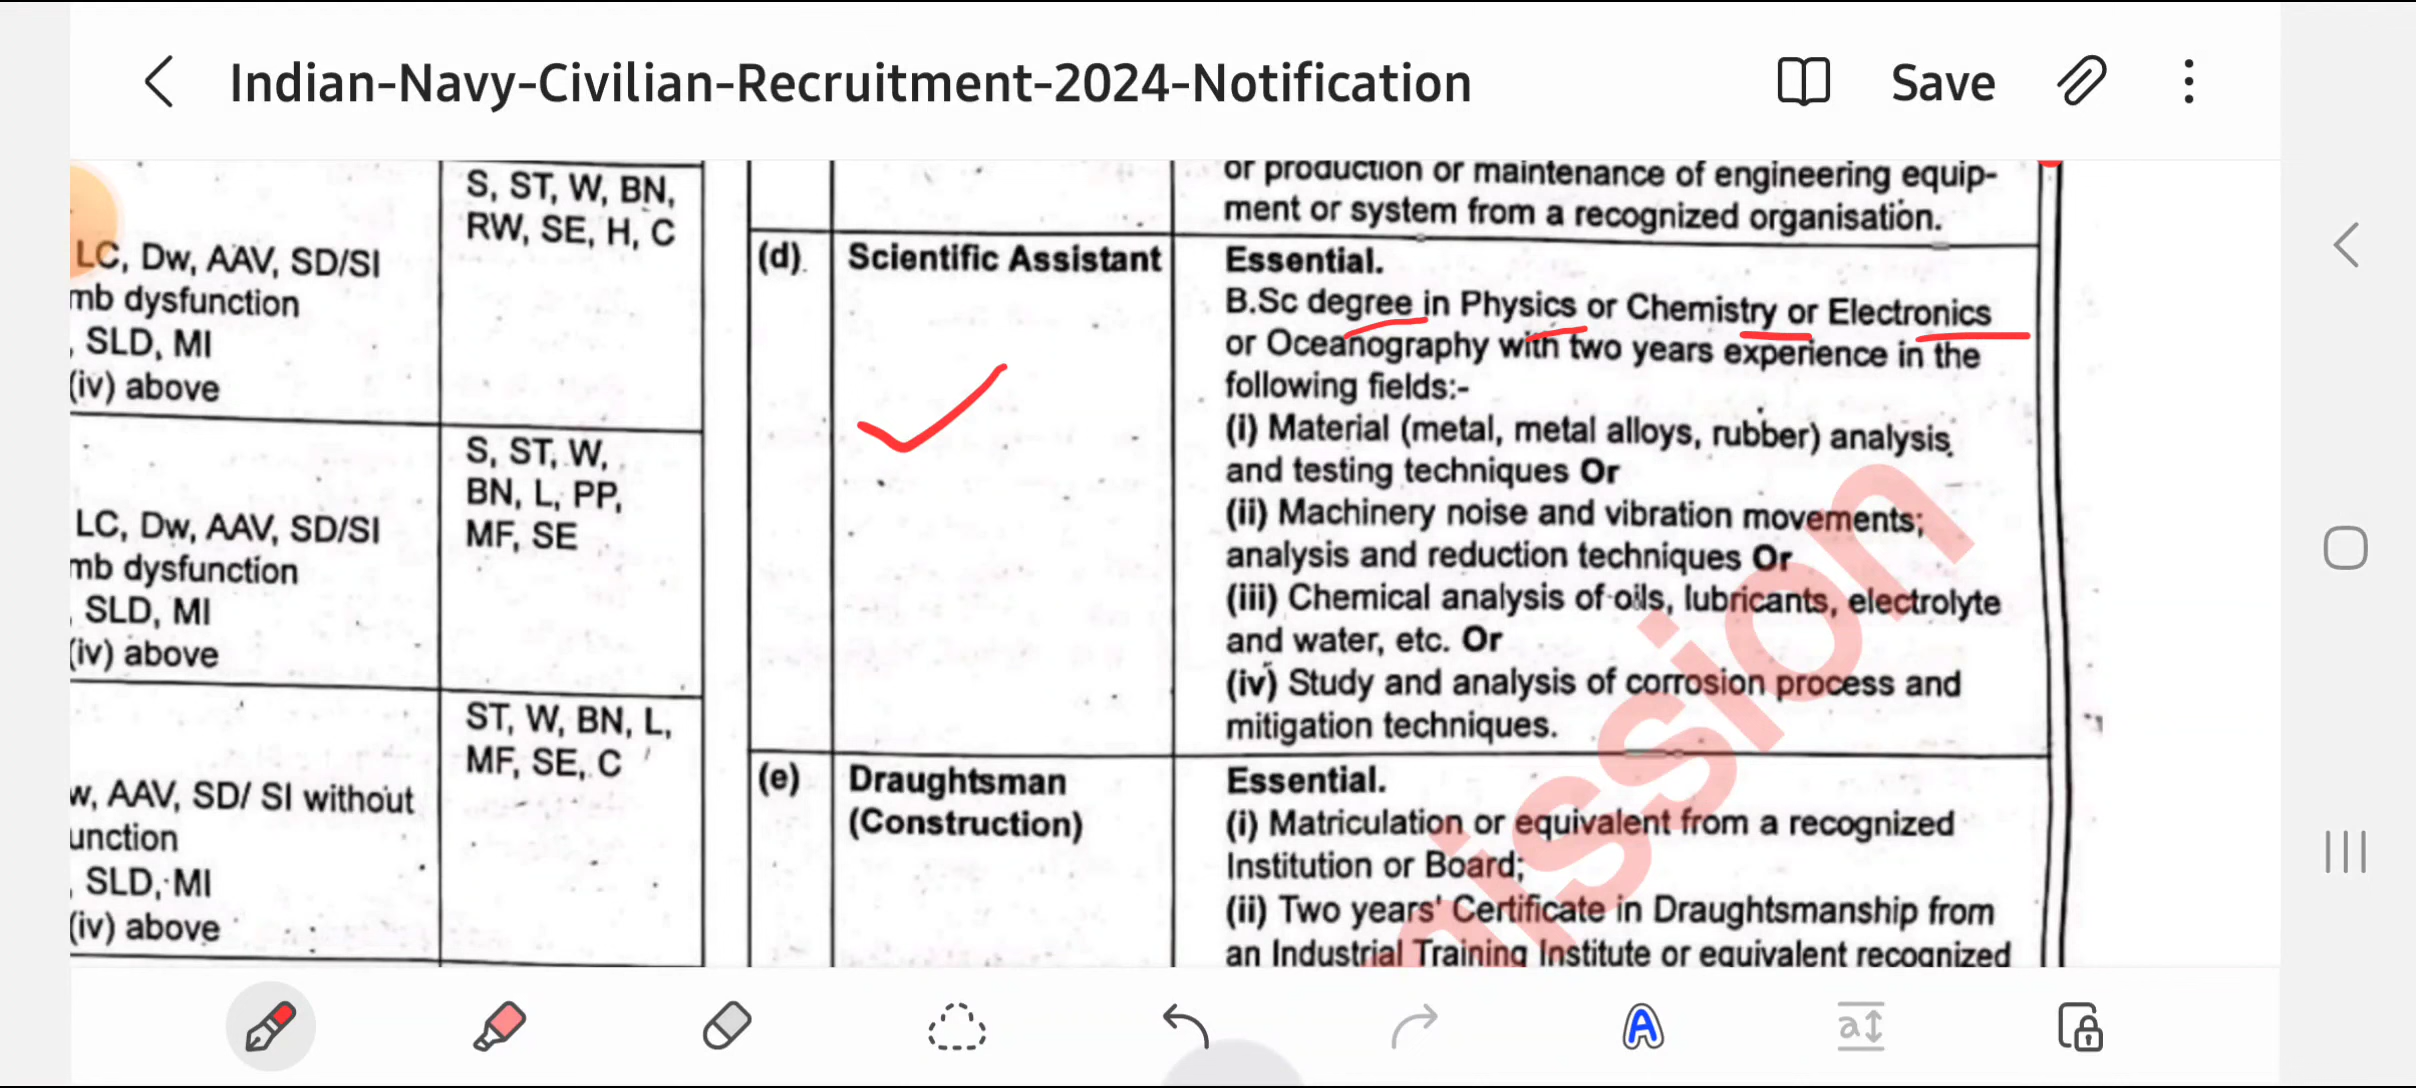 Indian-Navy-Civilian-Recruitment-2024-Notification
Save
S, ST, W, BN,
RW, SE, H, C
LC, Dw, AAV, SD/SI
mb dysfunction
, SLD, MI
(iv) above
S, ST, W,
BN, L, PP,
MF, SE
LC, Dw, AAV, SD/SI
mb dysfunction
, SLD, MI
(iv) above
ST, W, BN, L,
MF, SE, C
w, AAV, SD/ SI without
unction
, SLD, MI
(iv) above
or production or maintenance of engineering equip-
ment or system from a recognized organisation.
(d) Scientific Assistant
Essential.
B.Sc degree in Physics or Chemistry or Electronics
or Oceanography with two years experience in the
following fields:-
(i) Material (metal, metal alloys, rubber) analysis
and testing techniques Or
(ii) Machinery noise and vibration movements;
analysis and reduction techniques Or
(iii) Chemical analysis of oils, lubricants, electrolyte
and water, etc. Or
(iv) Study and analysis of corrosion process and
mitigation techniques.
(e) Draughtsman
(Construction)
Essential.
(i) Matriculation or equivalent from a recognized
Institution or Board;
(ii) Two years' Certificate in Draughtsmanship from
an Industrial Training Institute or equivalent recognized
nission
A
a